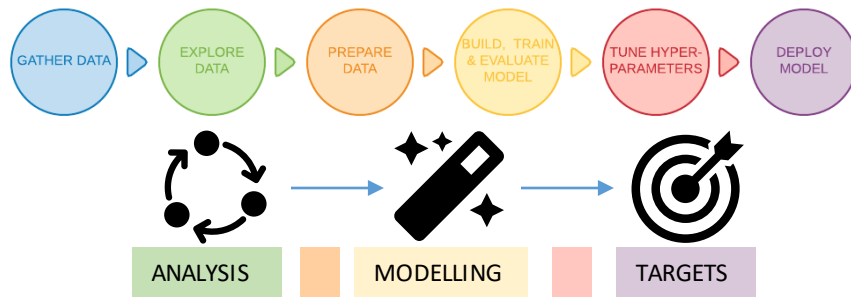 GATHER DATA
EXPLORE
DATA
PREPARE
DATA
BUILD, TRAIN
& EVALUATE
MODEL
TUNE HYPER-
PARAMETERS
DEPLOY
MODEL
ANALYSIS
MODELLING
TARGETS